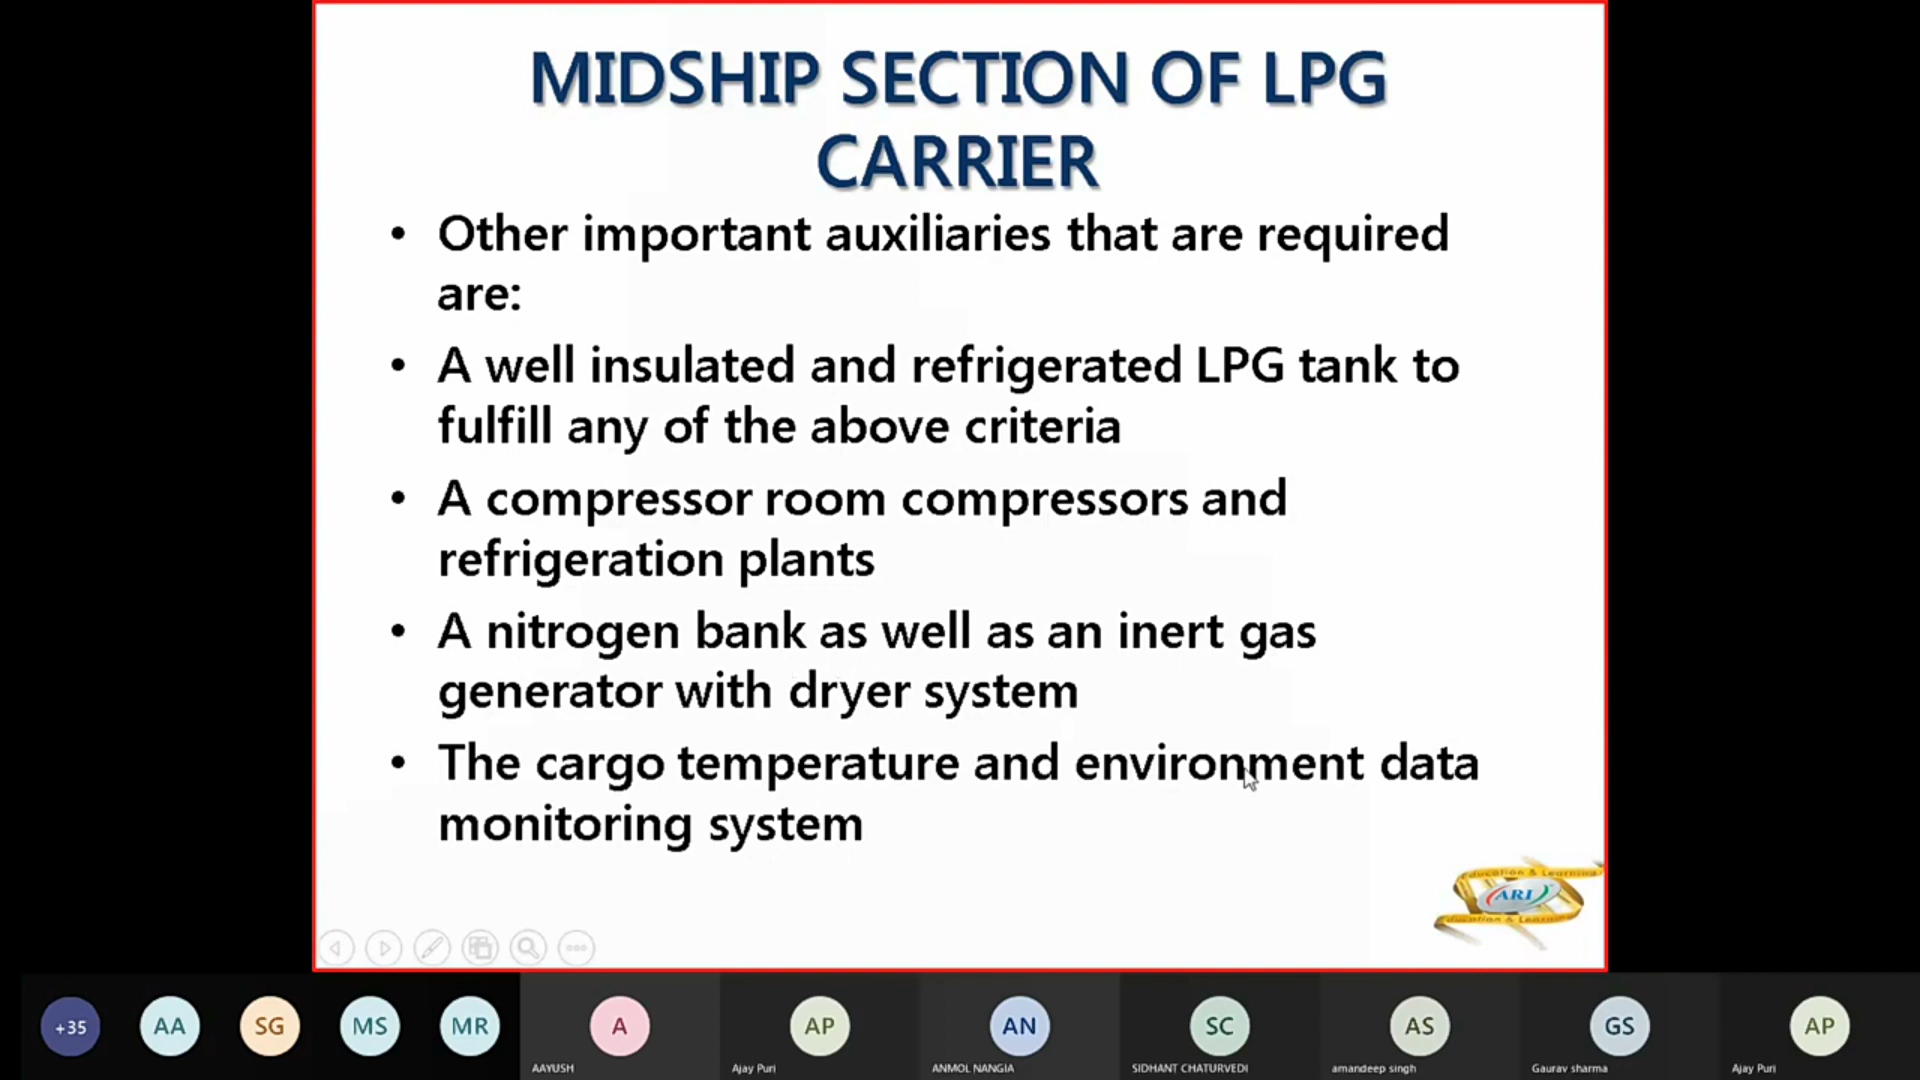 MIDSHIP SECTION OF LPG
CARRIER
• Other important auxiliaries that are required
are:
• A well insulated and refrigerated LPG tank to
fulfill any of the above criteria
• A compressor room compressors and
refrigeration plants
• A nitrogen bank as well as an inert gas
generator with dryer system
• The cargo temperature and environment data
monitoring system
Education & Learning
ARI
Education & Learning
+35 AA SG MS MR A AP AN SC AS GS AP
AAYUSH Ajay Puri ANMOL NANGIA SIDHANT CHATURVEDI amandeep singh Gaurav sharma Ajay Puri